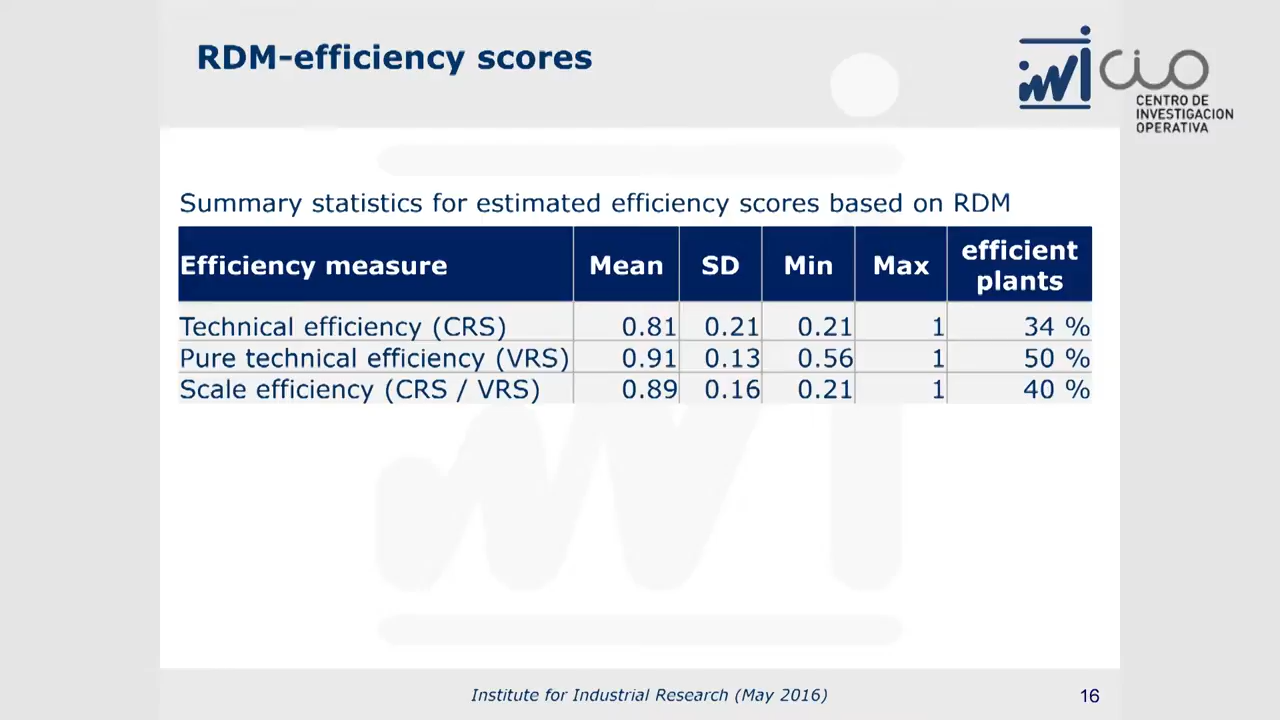 RDM-efficiency scores
CIO
CENTRO DE
INVESTIGACION
OPERATIVA
Summary statistics for estimated efficiency scores based on RDM
Efficiency measure Mean SD Min Max efficient plants
Technical efficiency (CRS) 0.81 0.21 0.21 1 34 %
Pure technical efficiency (VRS) 0.91 0.13 0.56 1 50 %
Scale efficiency (CRS / VRS) 0.89 0.16 0.21 1 40 %
Institute for Industrial Research (May 2016) 16